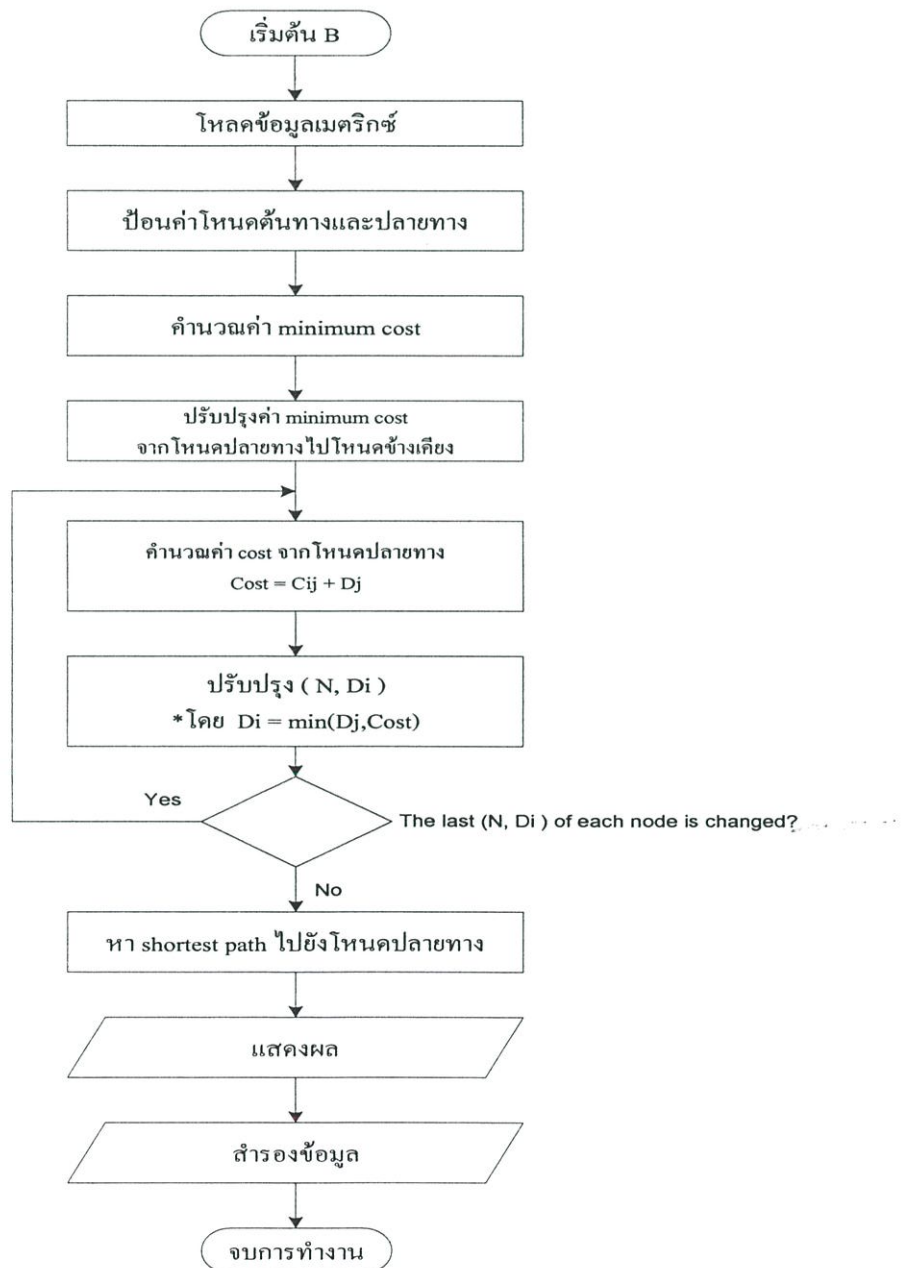 เริ่มต้น B
โหลดข้อมูลเมตริกซ์
ป้อนค่าโหนดต้นทางและปลายทาง
คำนวณค่า minimum cost
ปรับปรุงค่า minimum cost
จากโหนดปลายทางไปโหนดข้างเคียง
คำนวณค่า cost จากโหนดปลายทาง
Cost = Cij + Dj
ปรับปรุง ( N, Di )
*โดย Di = min(Dj,Cost)
Yes
The last (N, Di ) of each node is changed?
No
หา shortest path ไปยังโหนดปลายทาง
แสดงผล
สำรองข้อมูล
จบการทำงาน